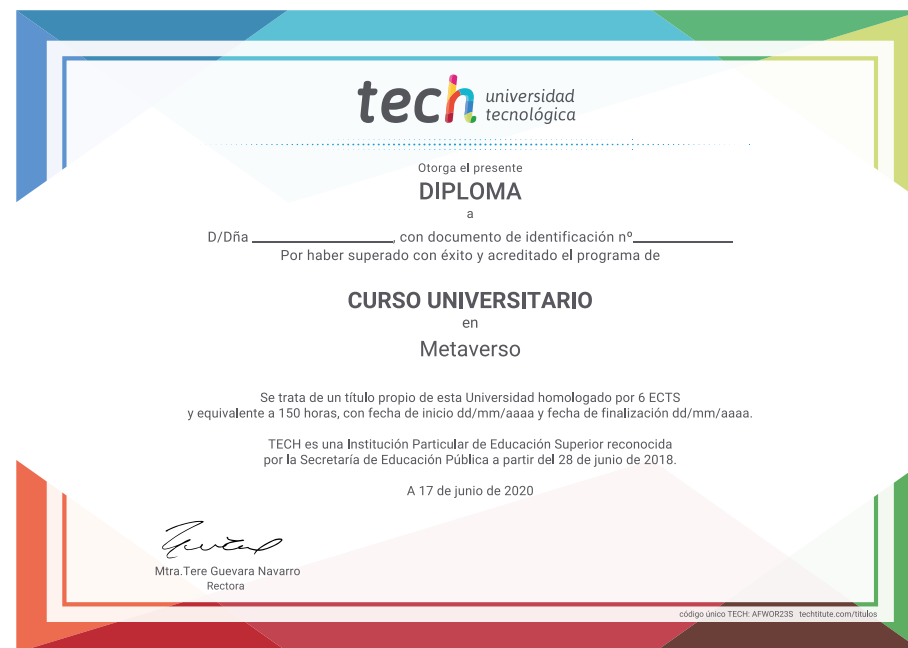 tech universidad
tecnológica
Otorga el presente
DIPLOMA
a
D/Dña ____________________, con documento de identificación nº______________
Por haber superado con éxito y acreditado el programa de
CURSO UNIVERSITARIO
en
Metaverso
Se trata de un título propio de esta Universidad homologado por 6 ECTS
y equivalente a 150 horas, con fecha de inicio dd/mm/aaaa y fecha de finalización dd/mm/aaaa.
TECH es una Institución Particular de Educación Superior reconocida
por la Secretaría de Educación Pública a partir del 28 de junio de 2018.
A 17 de junio de 2020
Mtra.Tere Guevara Navarro
Rectora
código único TECH: AFWOR23S techtitute.com/titulos